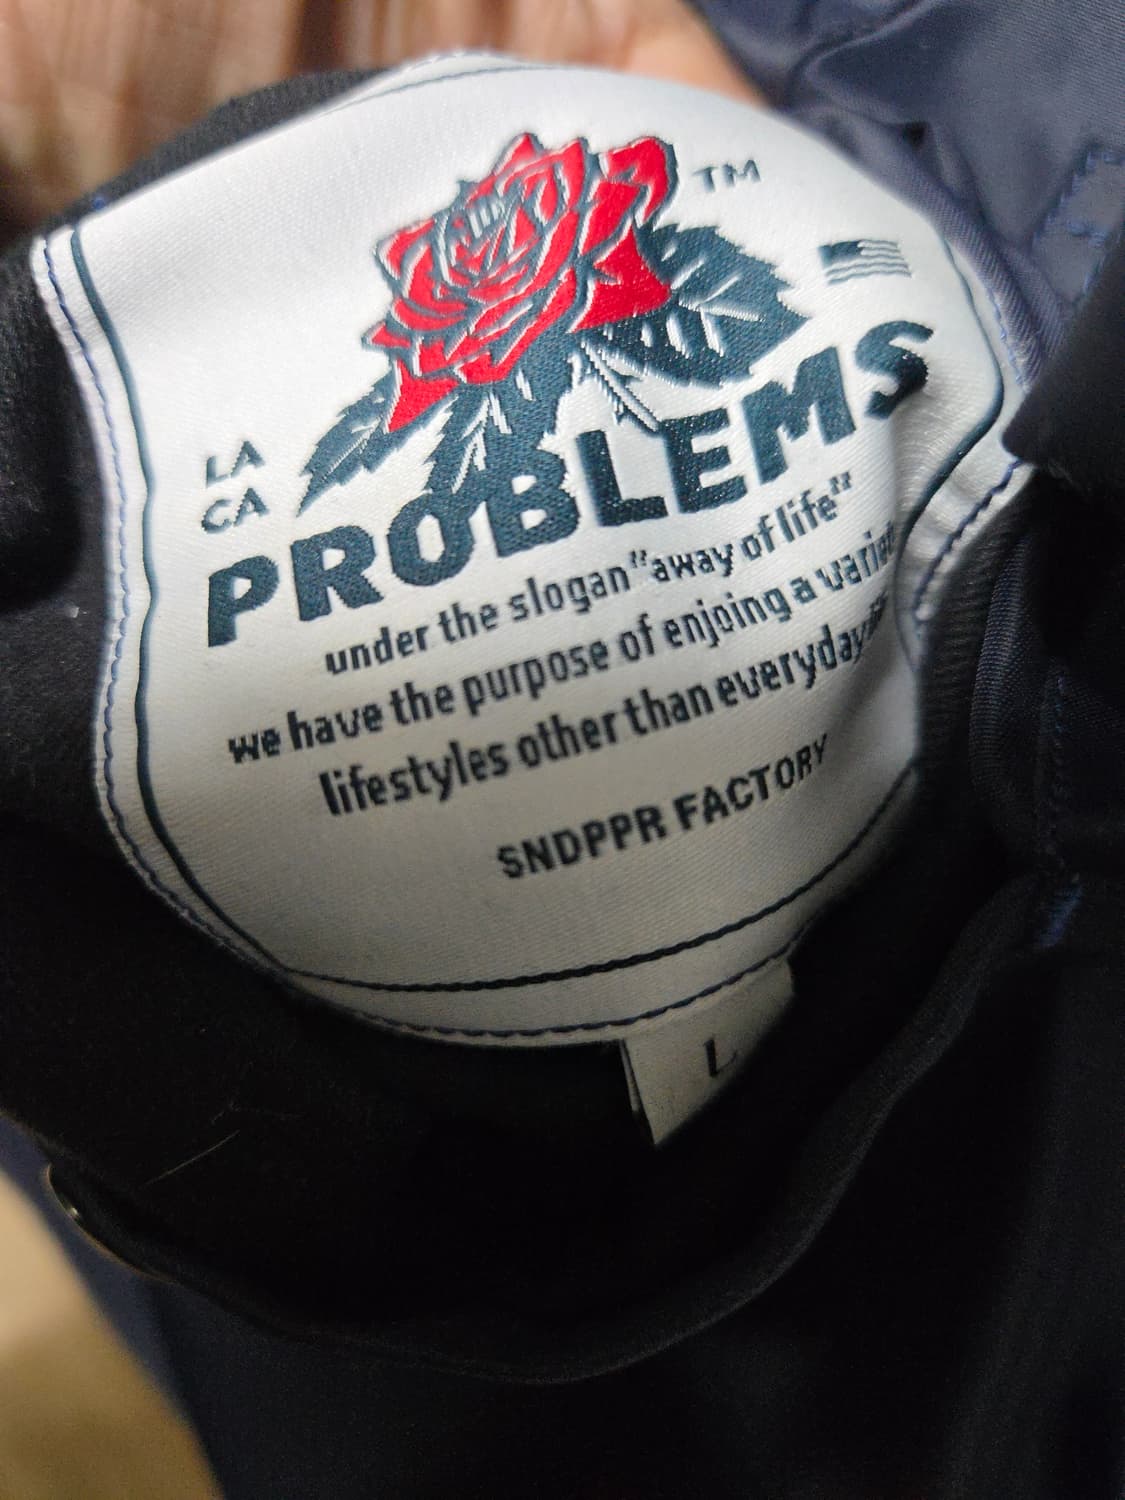 TM
LA
CA
PROBLEMS
under the slogan "away of life"
we have the purpose of enjoying a
lifestyles other than everyday
SNDPPR FACTORY
L